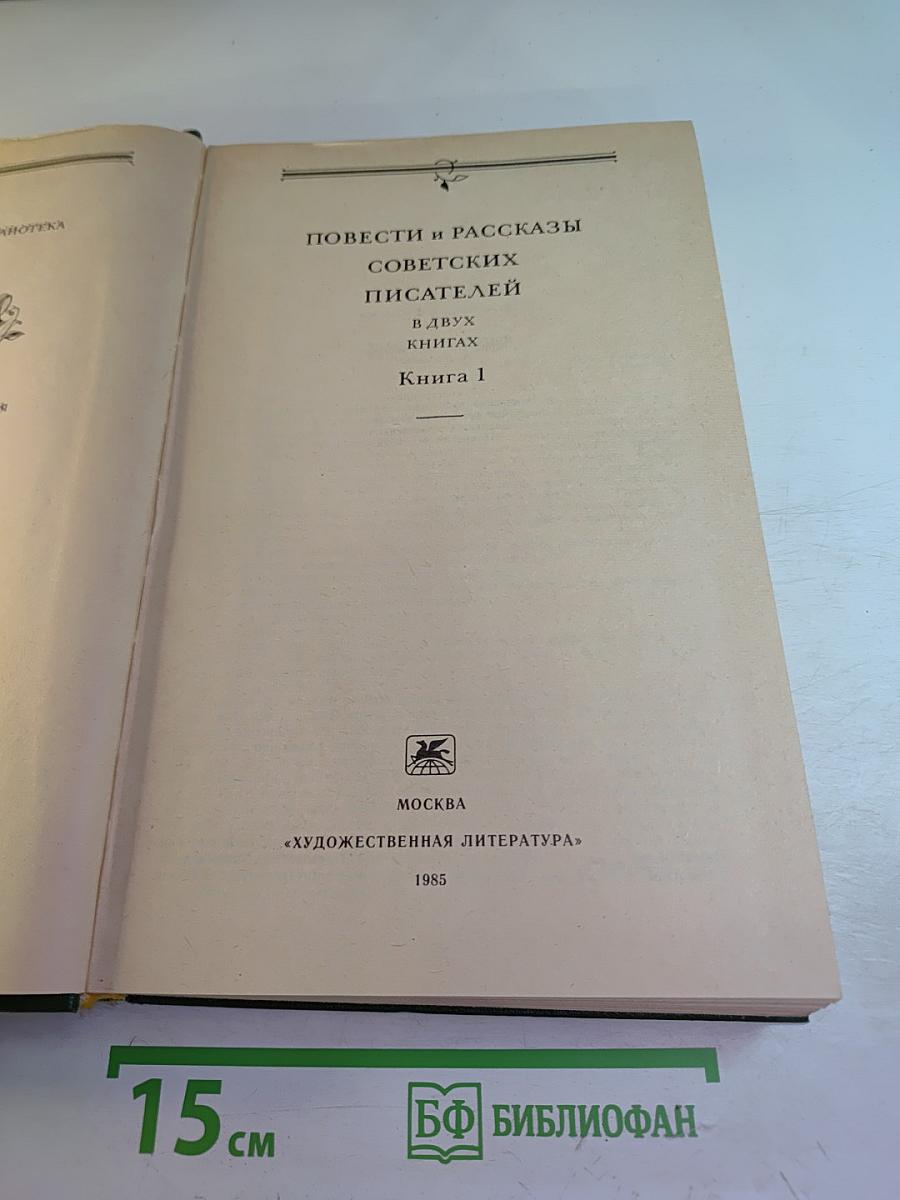 ПОВЕСТИ и РАССКАЗЫ
СОВЕТСКИХ
ПИСАТЕЛЕЙ
В ДВУХ
КНИГАХ
Книга 1
МОСКВА
«ХУДОЖЕСТВЕННАЯ ЛИТЕРАТУРА»
1985
15 см
БФ БИБЛИОФАН